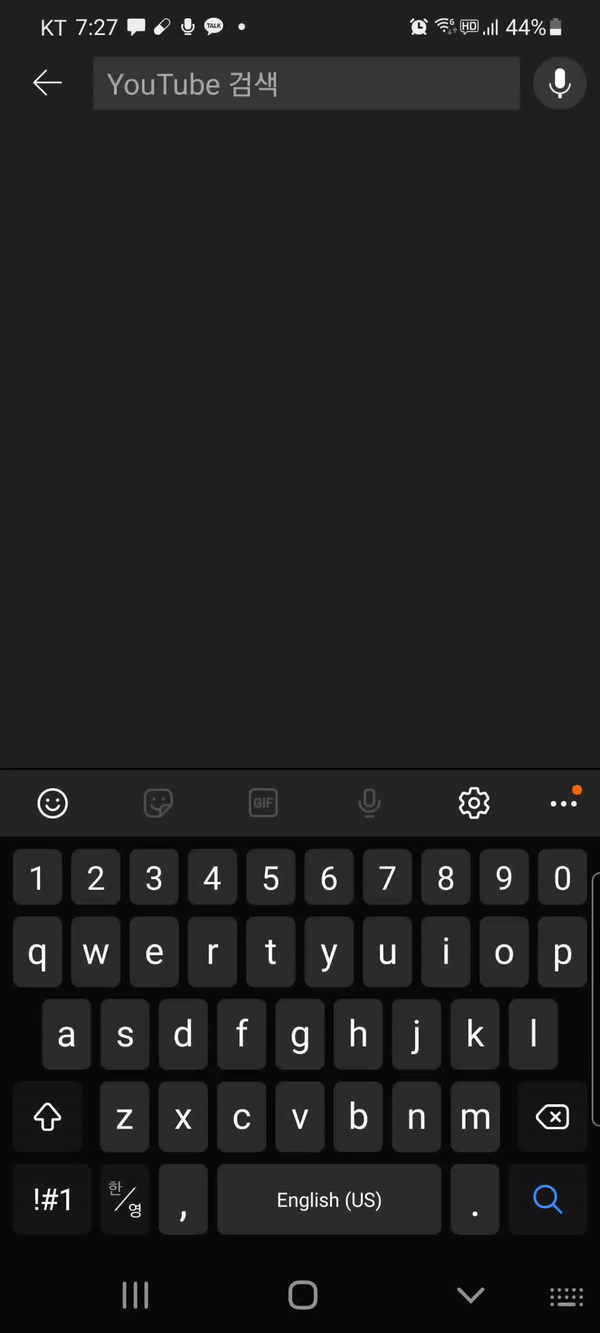 KT 7:27 TALK HD 44%
YouTube 검색
GIF
1 2 3 4 5 6 7 8 9 0
q w e r t y u i o p
a s d f g h j k l
z x c v b n m
!#1 한/영 , English (US) .